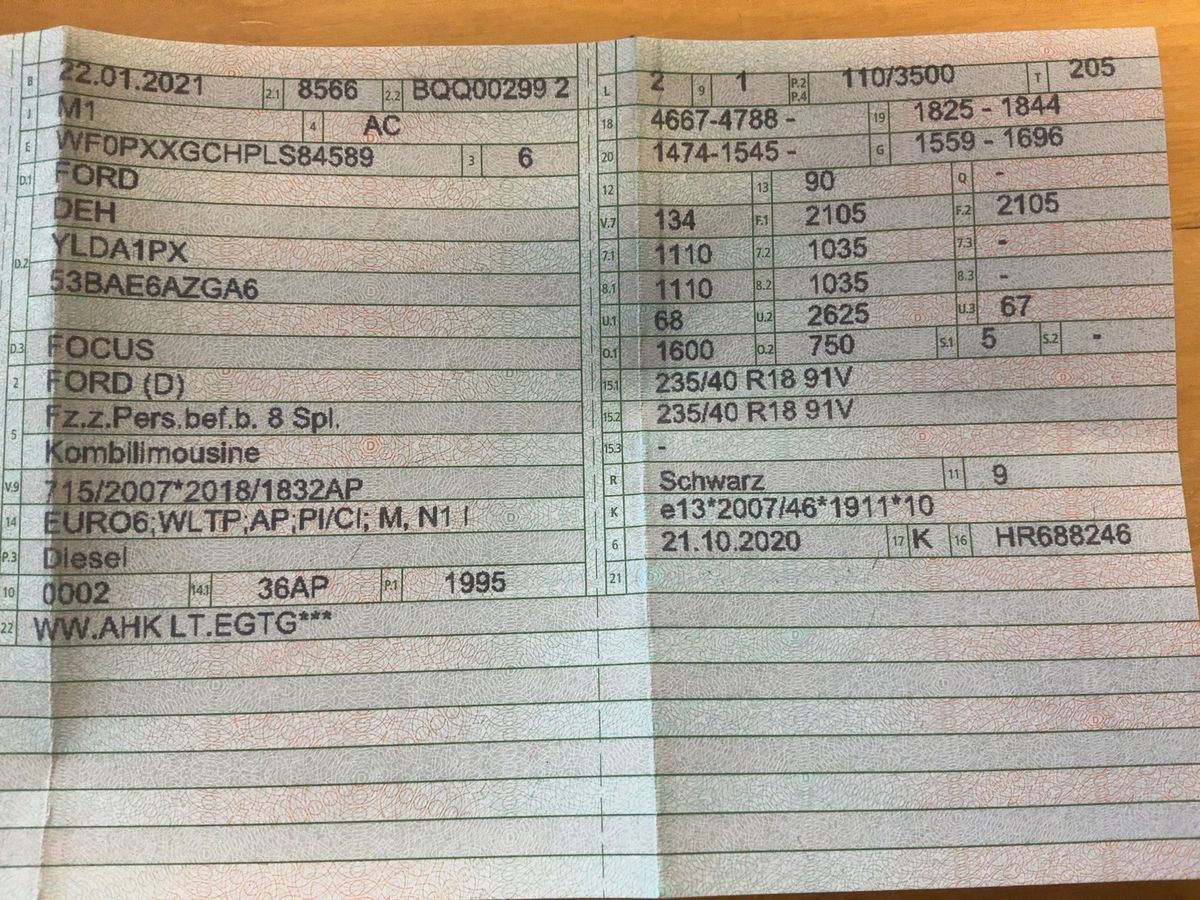 B 22.01.2021 2.1 8566 2.2 BQQ00299 2
J M1 4 AC
E WF0PXXGCHPLS84589 3 6
D.1 FORD
DEH
D.2 YLDA1PX
53BAE6AZGA6
D.3 FOCUS
2 FORD (D)
5 Fz.z.Pers.bef.b. 8 Spl.
Kombilimousine
V.9 715/2007*2018/1832AP
14 EURO6;WLTP,AP;PI/CI; M, N1 I
P.3 Diesel
10 0002 14.1 36AP P.1 1995
22 WW.AHK LT.EGTG***
L 2 9 1 P.2 P.4 110/3500 T 205
18 4667-4788 - 19 1825 - 1844
20 1474-1545 - G 1559 - 1696
12 13 90 Q -
V.7 134 F.1 2105 F.2 2105
7.1 1110 7.2 1035 7.3 -
8.1 1110 8.2 1035 8.3 -
U.1 68 U.2 2625 U.3 67
O.1 1600 O.2 750 S.1 5 S.2 -
15.1 235/40 R18 91V
15.2 235/40 R18 91V
15.3 -
R Schwarz 11 9
K e13*2007/46*1911*10
6 21.10.2020 17 K 16 HR688246
21